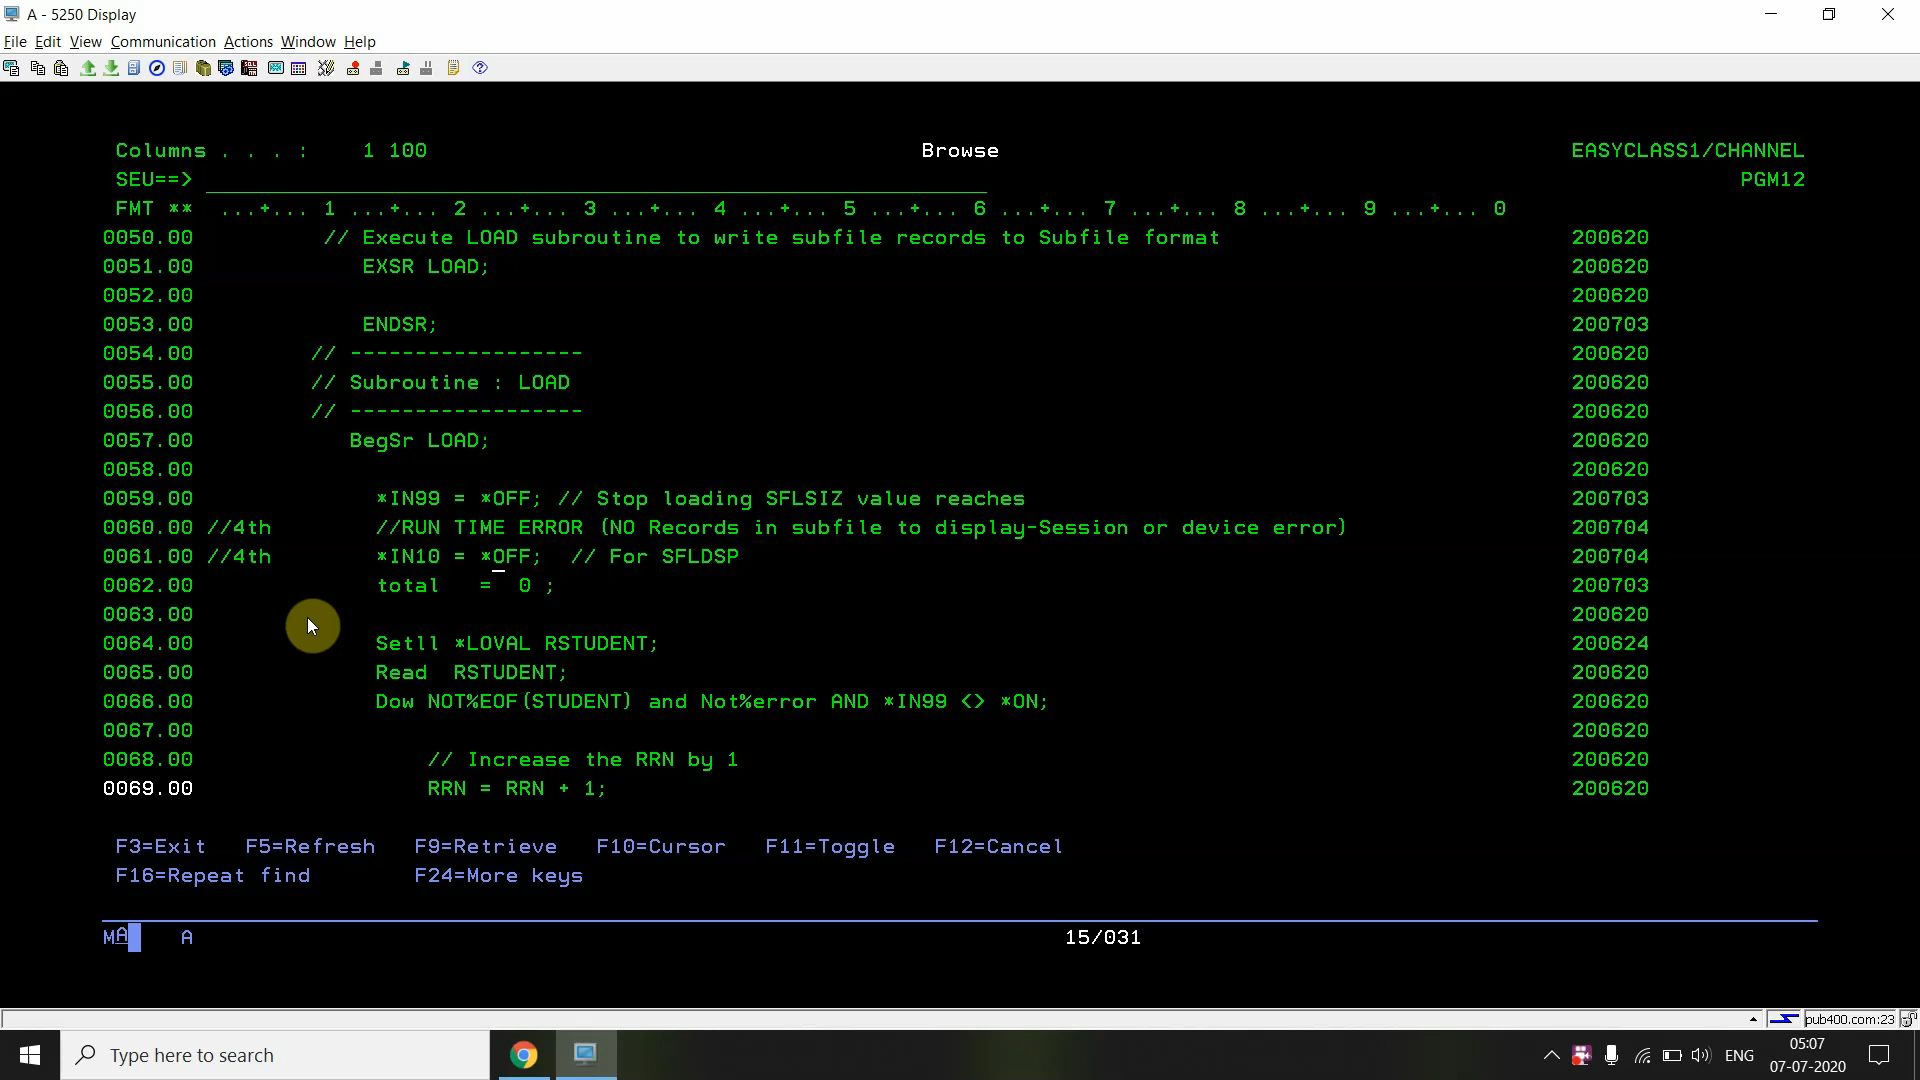 A - 5250 Display
File Edit View Communication Actions Window Help
Columns . . . : 1 100 Browse EASYCLASS1/CHANNEL
SEU==> PGM12
FMT ** ...+... 1 ...+... 2 ...+... 3 ...+... 4 ...+... 5 ...+... 6 ...+... 7 ...+... 8 ...+... 9 ...+... 0
0050.00 // Execute LOAD subroutine to write subfile records to Subfile format 200620
0051.00 EXSR LOAD; 200620
0052.00 200620
0053.00 ENDSR; 200703
0054.00 // ------------------ 200620
0055.00 // Subroutine : LOAD 200620
0056.00 // ------------------ 200620
0057.00 BegSr LOAD; 200620
0058.00 200620
0059.00 *IN99 = *OFF; // Stop loading SFLSIZ value reaches 200703
0060.00 //4th //RUN TIME ERROR (NO Records in subfile to display-Session or device error) 200704
0061.00 //4th *IN10 = *OFF; // For SFLDSP 200704
0062.00 total = 0 ; 200703
0063.00 200620
0064.00 Setll *LOVAL RSTUDENT; 200624
0065.00 Read RSTUDENT; 200620
0066.00 Dow NOT%EOF(STUDENT) and Not%error AND *IN99 <> *ON; 200620
0067.00 200620
0068.00 // Increase the RRN by 1 200620
0069.00 RRN = RRN + 1; 200620
F3=Exit F5=Refresh F9=Retrieve F10=Cursor F11=Toggle F12=Cancel
F16=Repeat find F24=More keys
MA A 15/031
pub400.com:23
Type here to search ENG 05:07
07-07-2020